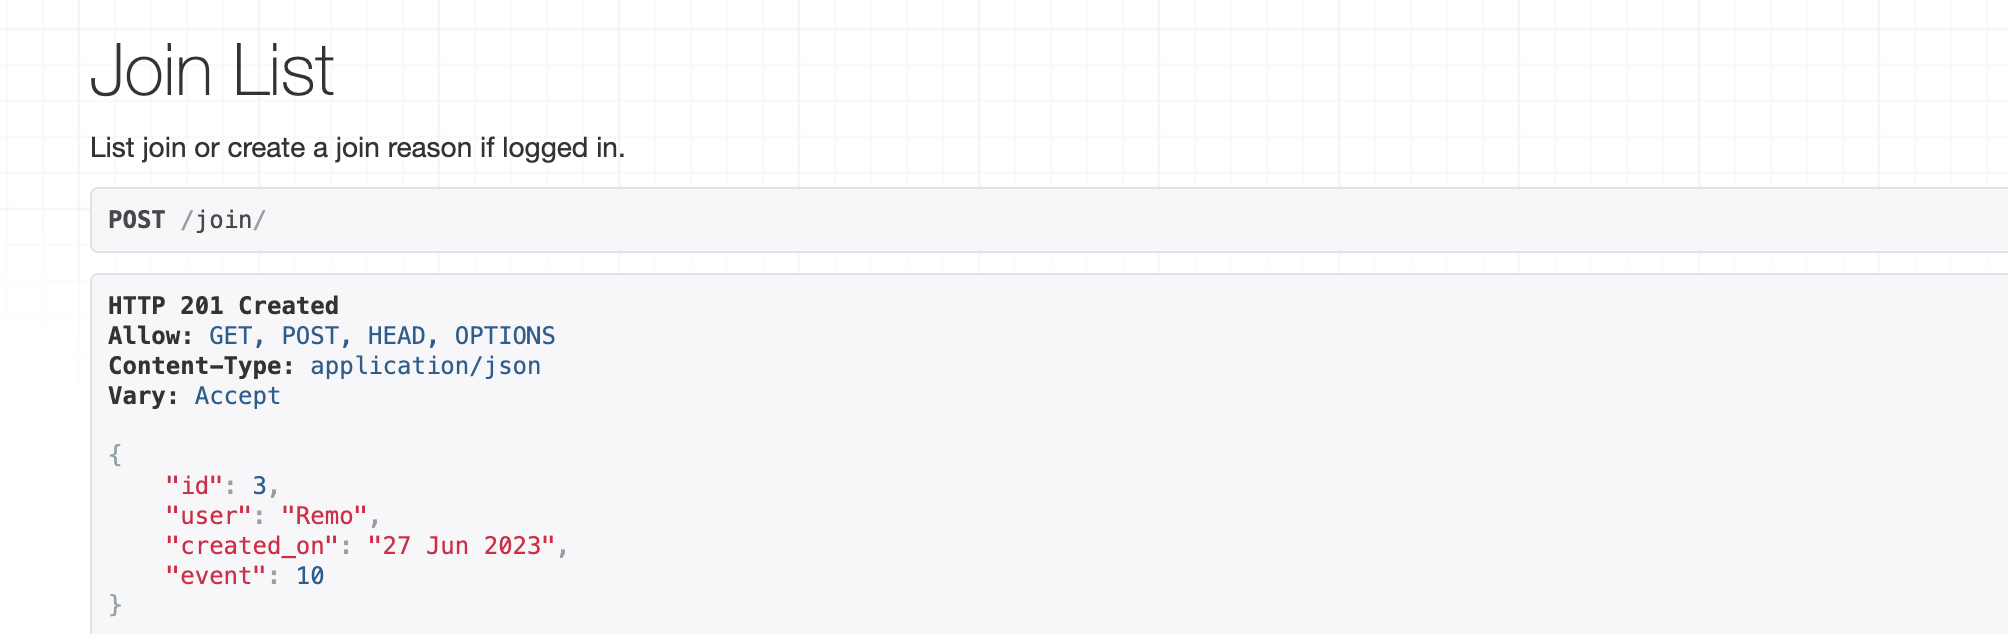 Join List
List join or create a join reason if logged in.
POST /join/
HTTP 201 Created
Allow: GET, POST, HEAD, OPTIONS
Content-Type: application/json
Vary: Accept
{
    "id": 3,
    "user": "Remo",
    "created_on": "27 Jun 2023",
    "event": 10
}